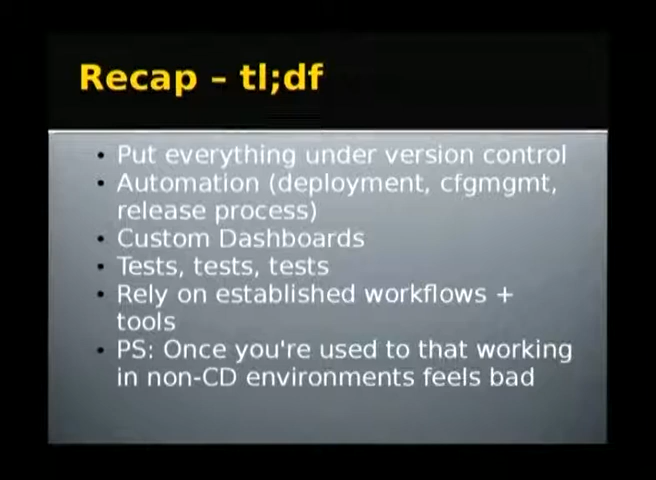 Recap – tl;df
• Put everything under version control
• Automation (deployment, cfgmgmt,
release process)
• Custom Dashboards
• Tests, tests, tests
• Rely on established workflows +
tools
• PS: Once you're used to that working
in non-CD environments feels bad